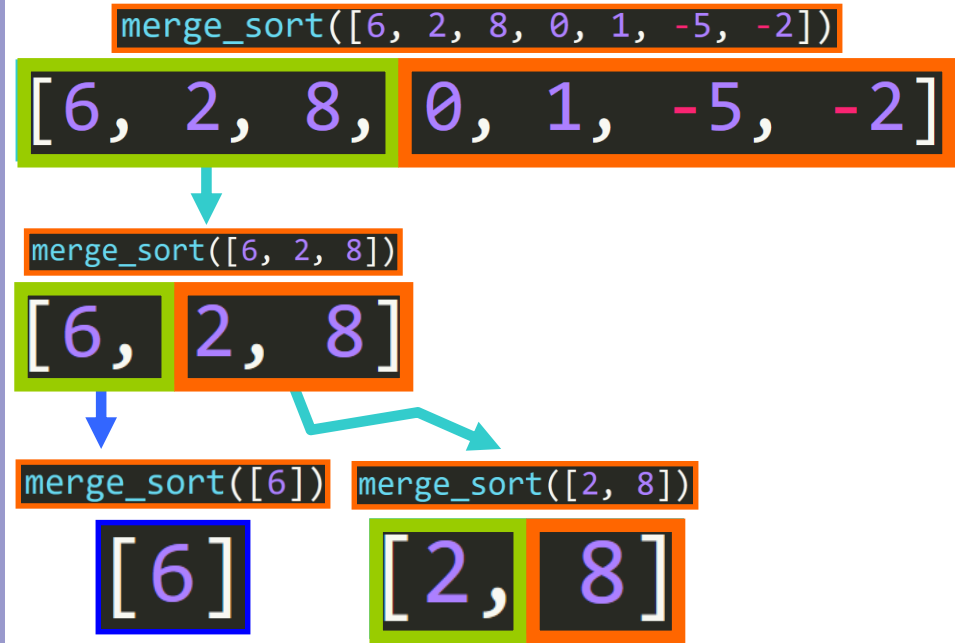 merge_sort([6, 2, 8, 0, 1, -5, -2])
[6, 2, 8, 0, 1, -5, -2]
merge_sort([6, 2, 8])
[6, 2, 8]
merge_sort([6]) merge_sort([2, 8])
[6] [2, 8]